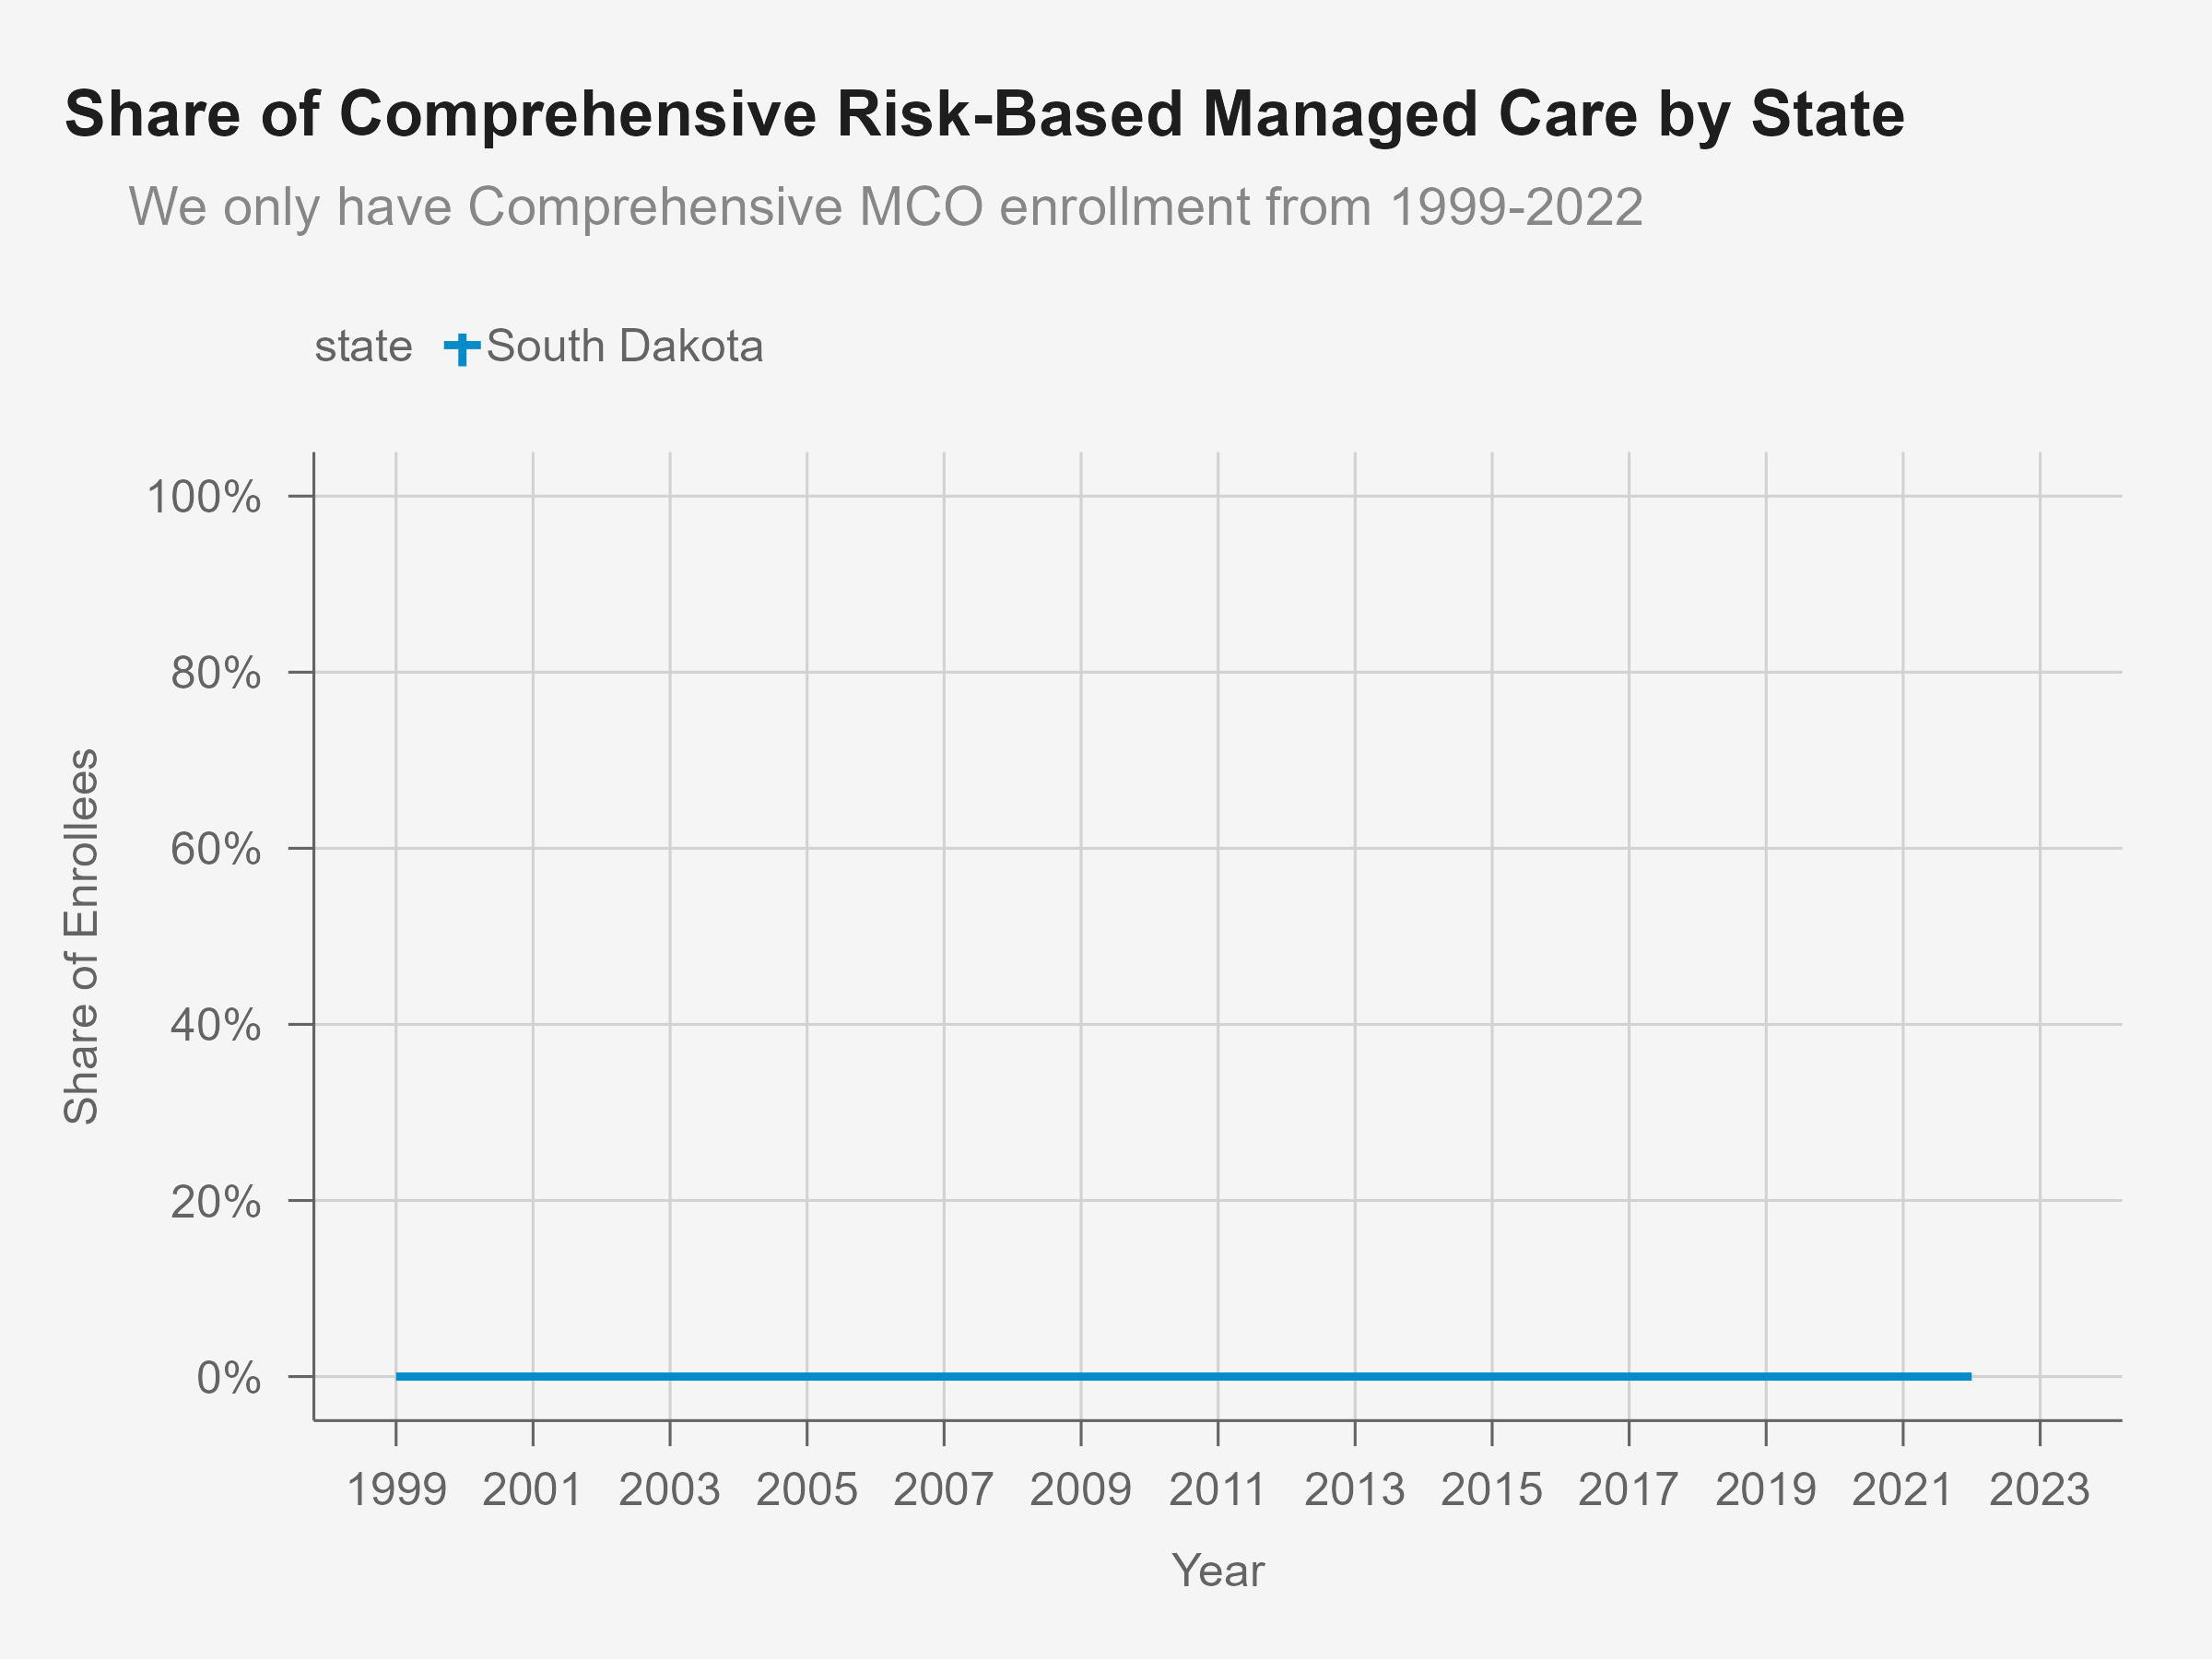 Share of Comprehensive Risk-Based Managed Care by State
We only have Comprehensive MCO enrollment from 1999-2022
state South Dakota
100%
80%
60%
40%
20%
0%
Share of Enrollees
1999 2001 2003 2005 2007 2009 2011 2013 2015 2017 2019 2021 2023
Year